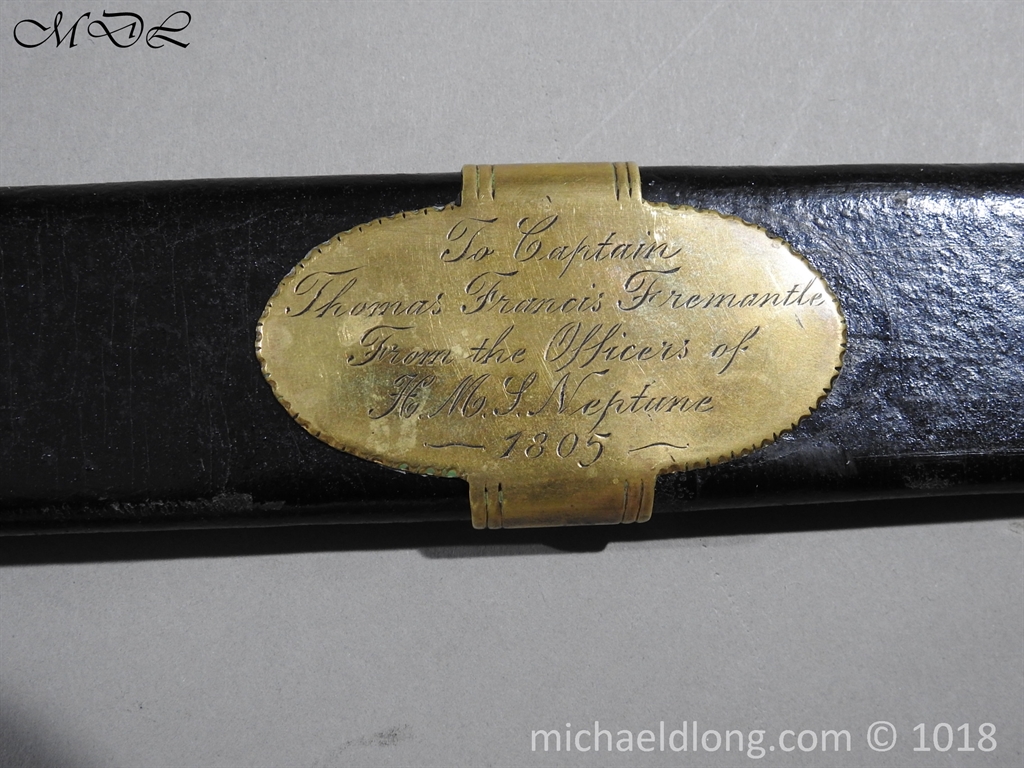 MDL
To Captain
Thomas Francis Fremantle
From the Officers of
H.M.S. Neptune
— 1805 —
michaeldlong.com © 1018